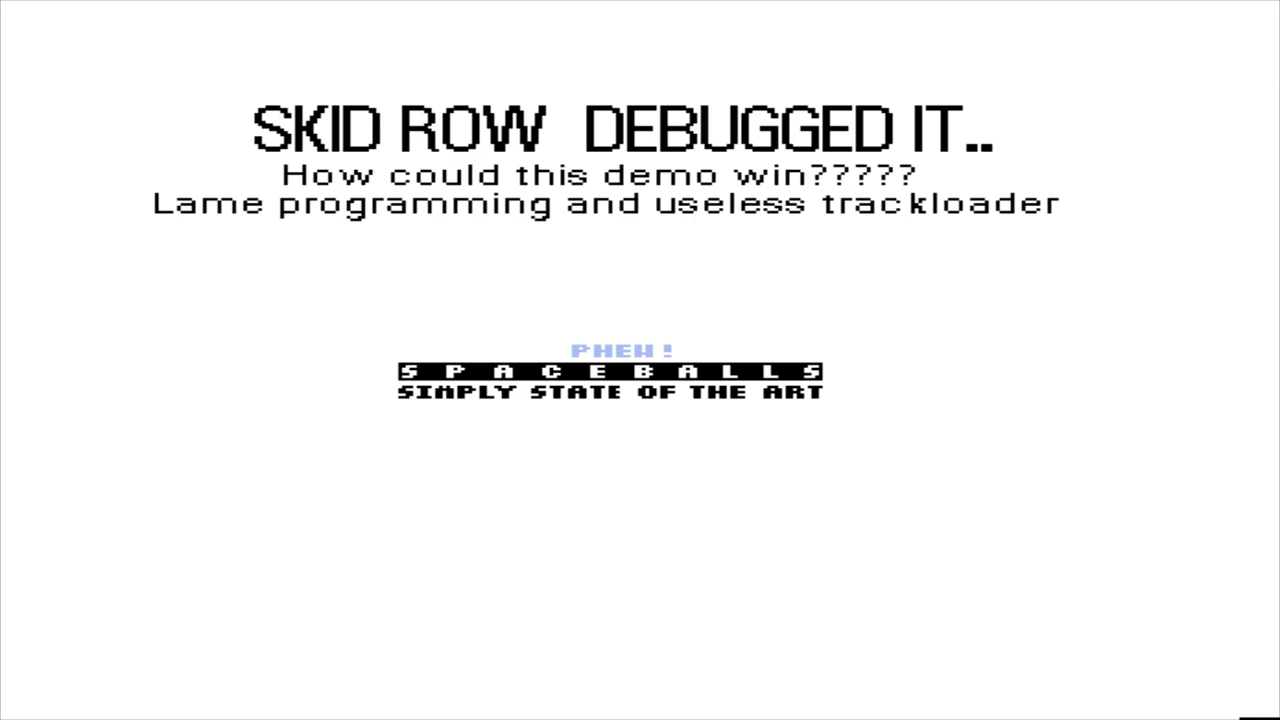 SKID ROW DEBUGGED IT..
How could this demo win?????
Lame programming and useless trackloader
PHEW!
SPACEBALLS
SIMPLY STATE OF THE ART